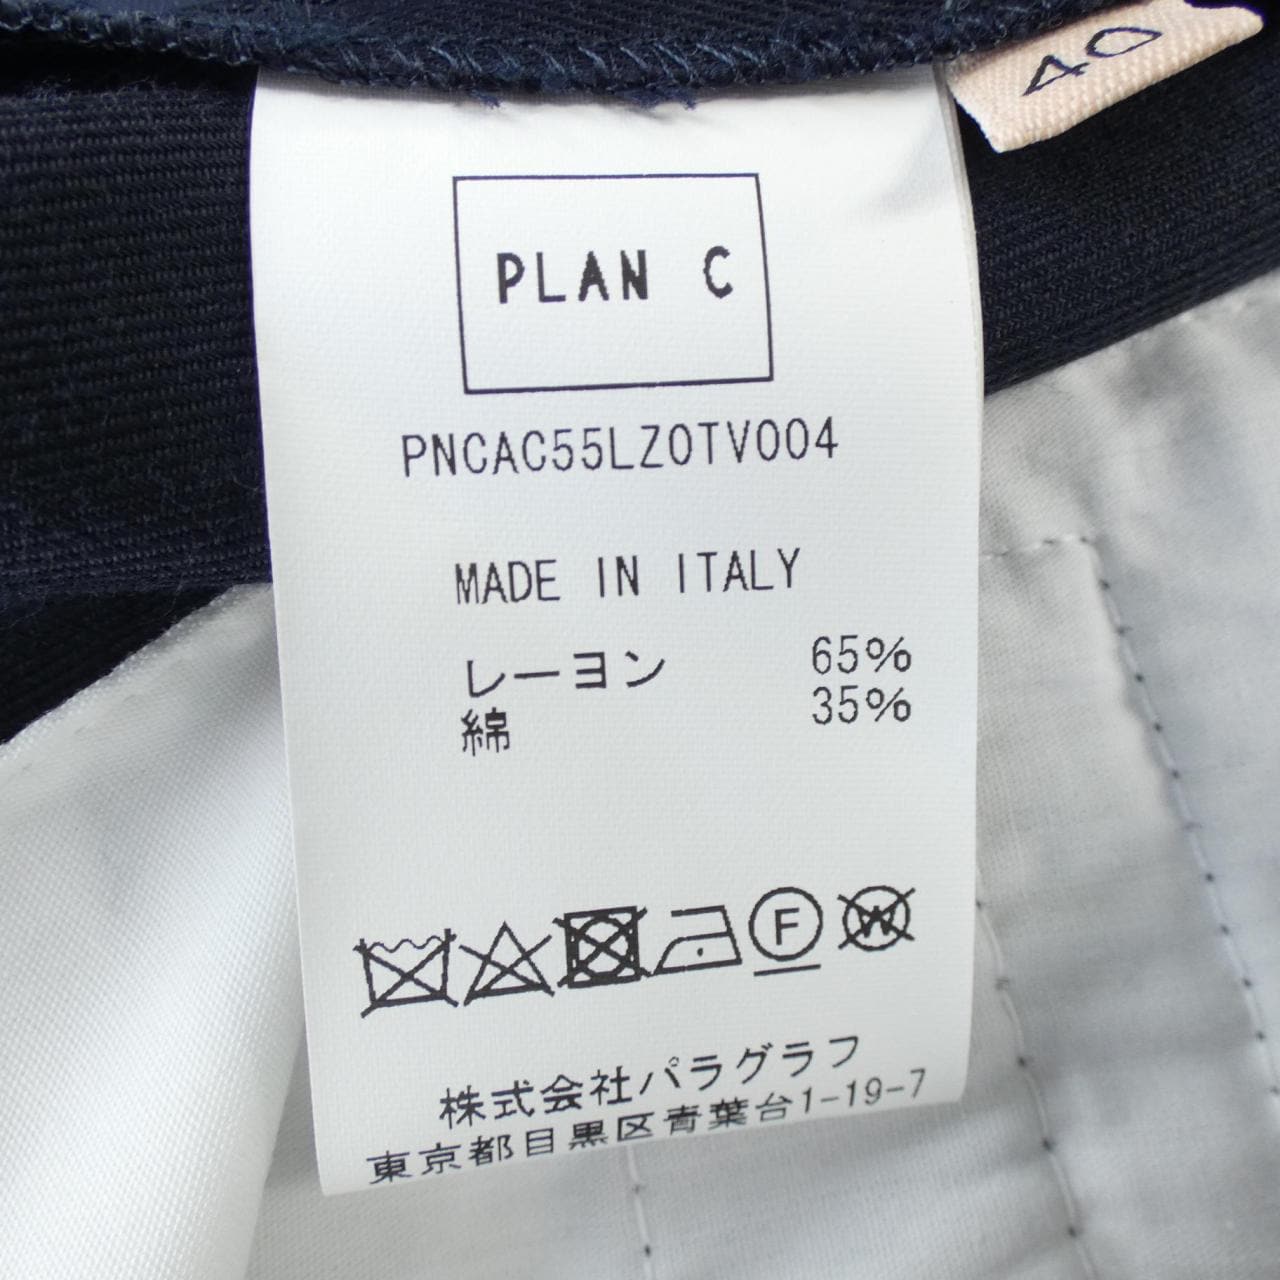 40
PLAN C
PNCAC55LZ0TV004
MADE IN ITALY
レーヨン 65%
綿 35%
F W
株式会社パラグラフ
東京都目黒区青葉台1-19-7